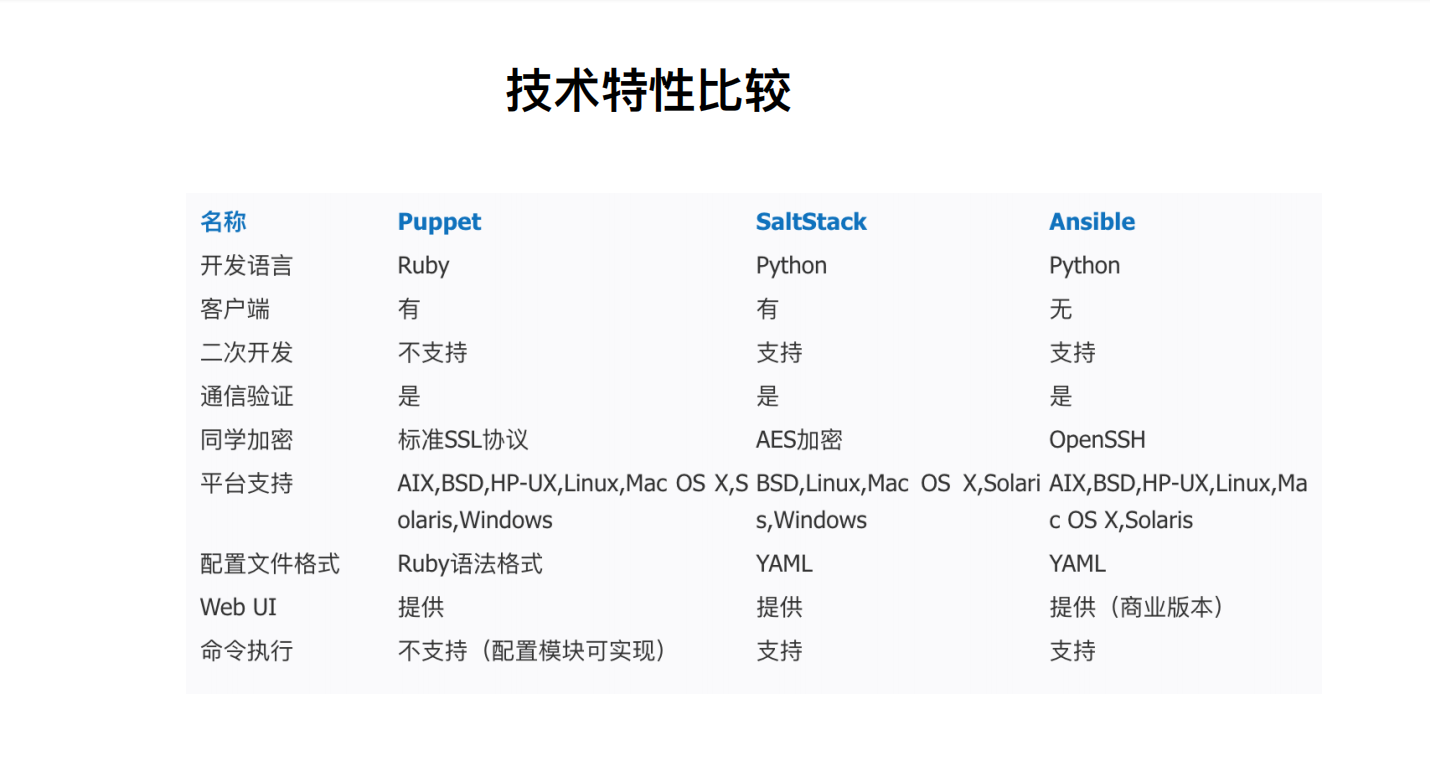 技术特性比较
名称 Puppet SaltStack Ansible
开发语言 Ruby Python Python
客户端 有 有 无
二次开发 不支持 支持 支持
通信验证 是 是 是
同学加密 标准SSL协议 AES加密 OpenSSH
平台支持 AIX,BSD,HP-UX,Linux,Mac OS X,S BSD,Linux,Mac OS X,Solari AIX,BSD,HP-UX,Linux,Ma
olaris,Windows s,Windows c OS X,Solaris
配置文件格式 Ruby语法格式 YAML YAML
Web UI 提供 提供 提供（商业版本）
命令执行 不支持（配置模块可实现） 支持 支持